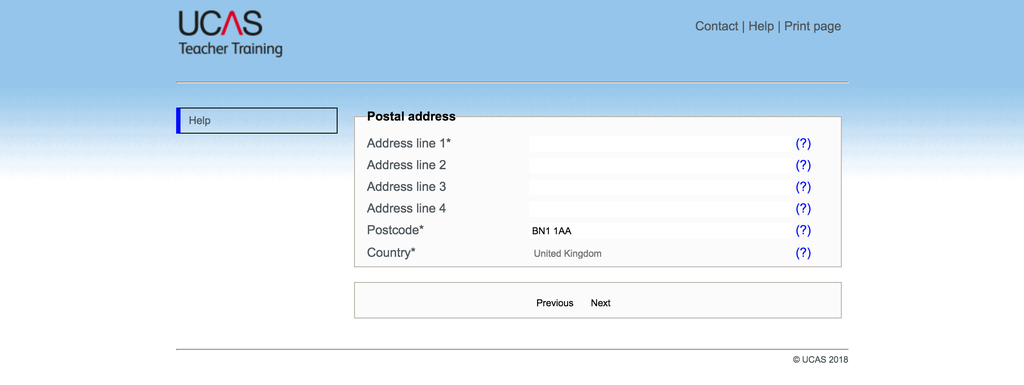 UCAS
Teacher Training
Contact | Help | Print page
Help
Postal address
Address line 1* (?)
Address line 2 (?)
Address line 3 (?)
Address line 4 (?)
Postcode* BN1 1AA (?)
Country* United Kingdom (?)
Previous Next
© UCAS 2018